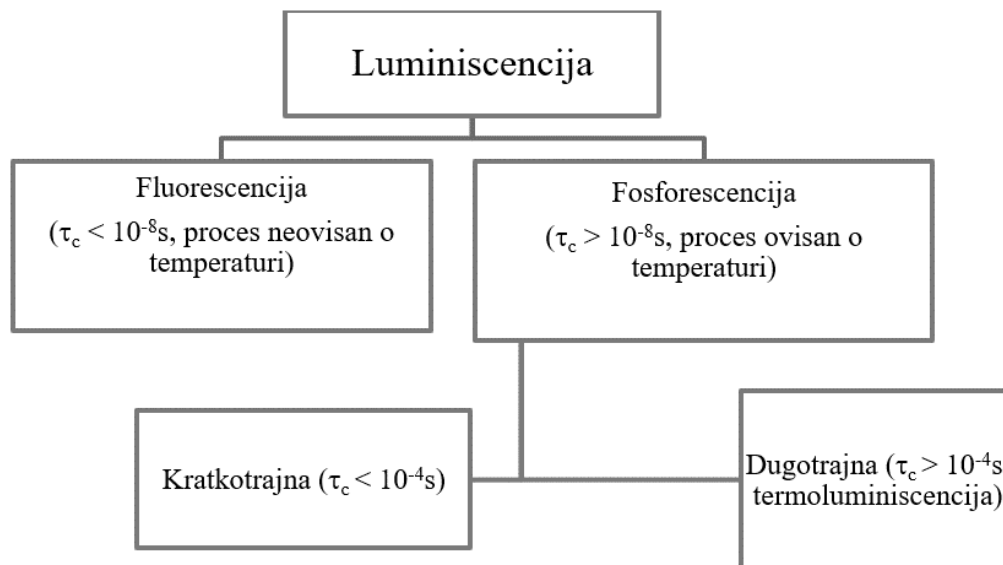 Luminiscencija
Fluorescencija
(τc < 10⁻⁸s, proces neovisan o
temperaturi)
Fosforescencija
(τc > 10⁻⁸s, proces ovisan o
temperaturi)
Kratkotrajna (τc < 10⁻⁴s)
Dugotrajna (τc > 10⁻⁴s
termoluminiscencija)